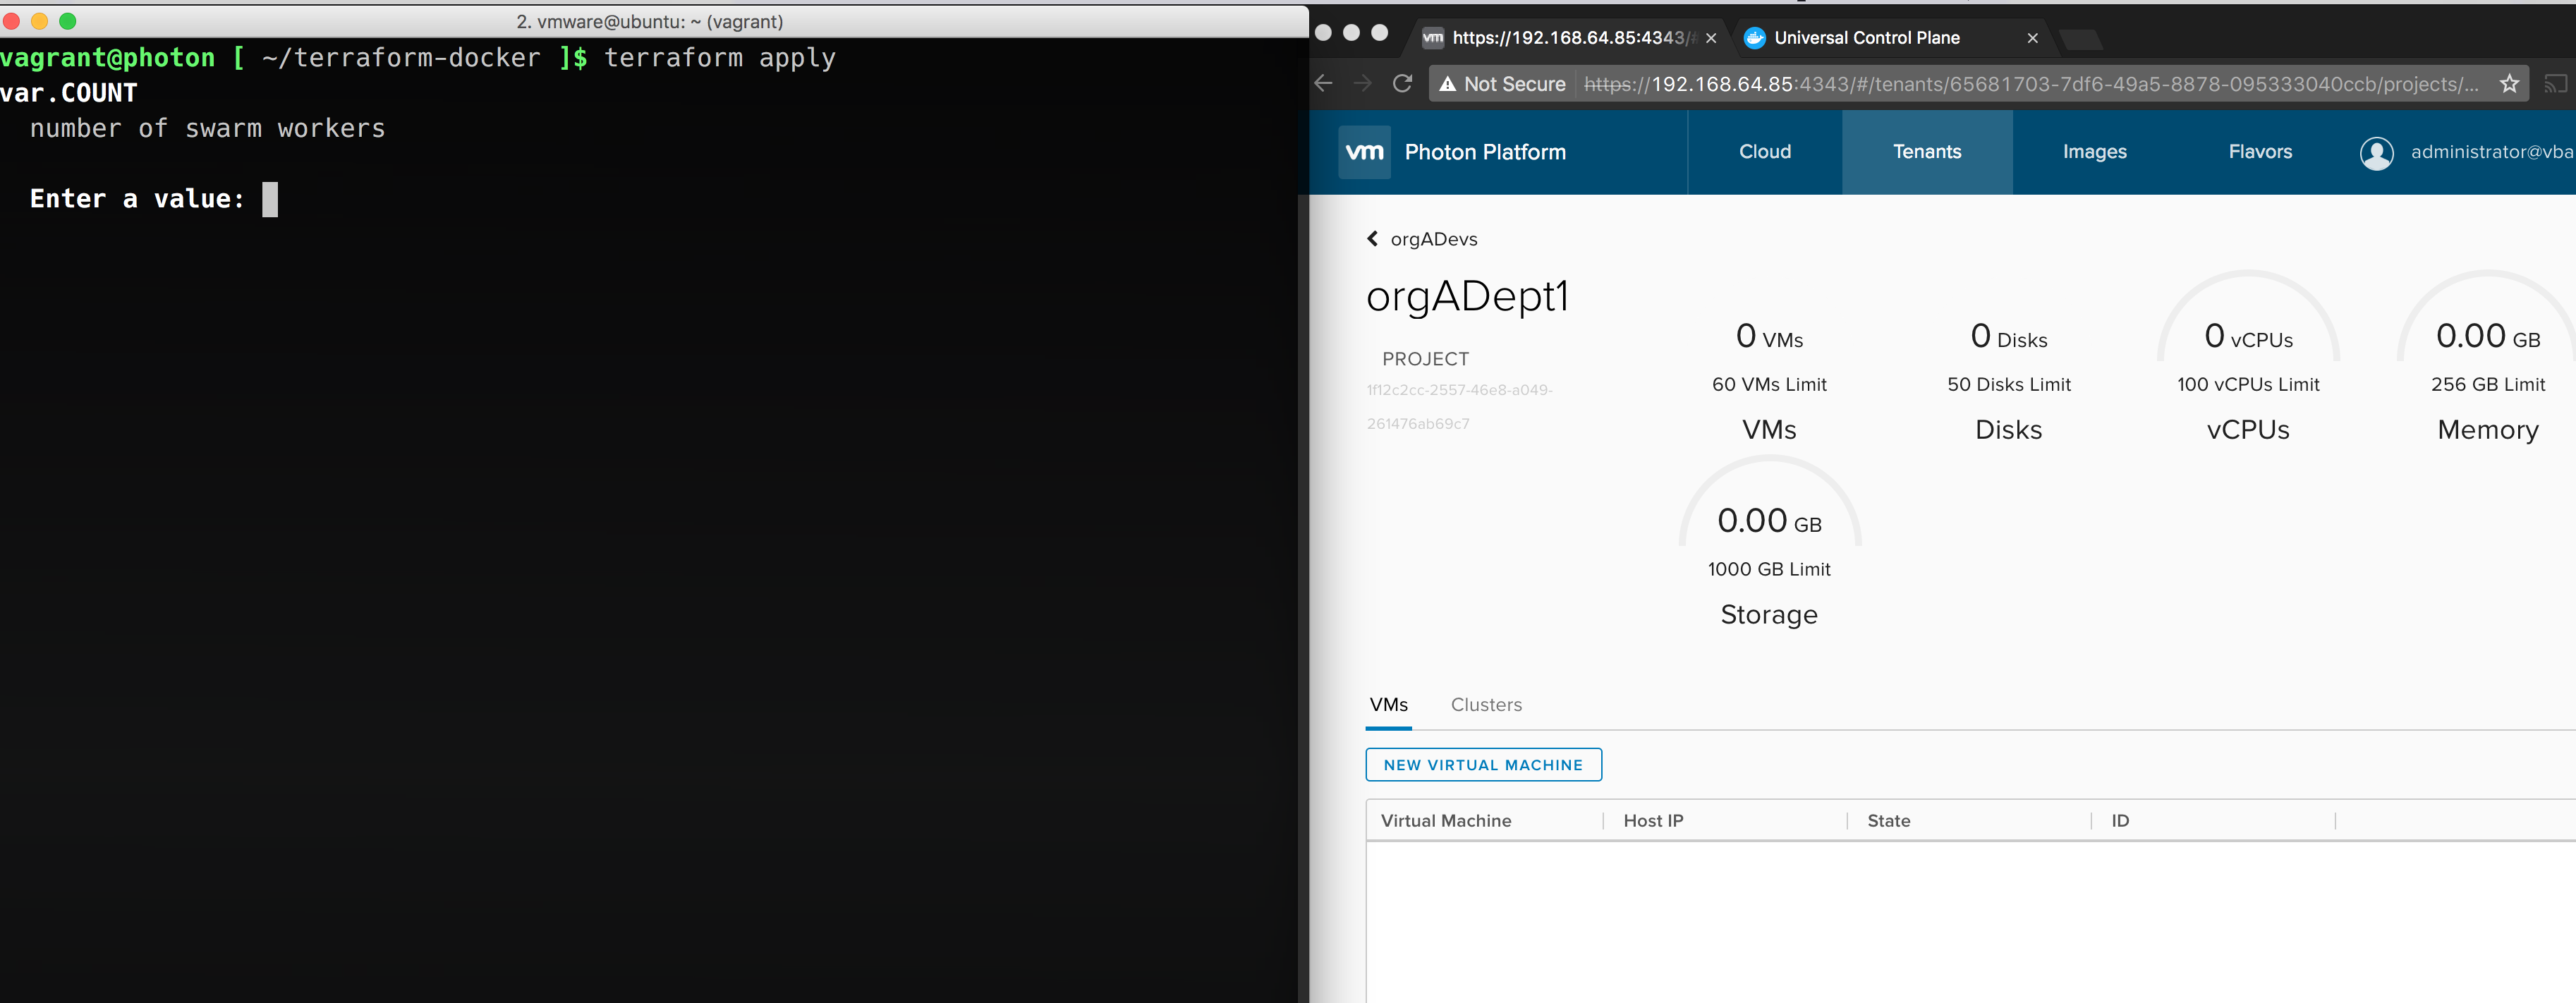 2. vmware@ubuntu: ~ (vagrant)
vagrant@photon [ ~/terraform-docker ]$ terraform apply
var.COUNT
number of swarm workers
Enter a value:
https://192.168.64.85:4343/#
Universal Control Plane
Not Secure https://192.168.64.85:4343/#/tenants/65681703-7df6-49a5-8878-095333040ccb/projects/...
vm Photon Platform Cloud Tenants Images Flavors administrator@vba
orgADevs
orgADept1
PROJECT
1f12c2cc-2557-46e8-a049-
261476ab69c7
0 VMs
60 VMs Limit
VMs
0 Disks
50 Disks Limit
Disks
0 vCPUs
100 vCPUs Limit
vCPUs
0.00 GB
256 GB Limit
Memory
0.00 GB
1000 GB Limit
Storage
VMs Clusters
NEW VIRTUAL MACHINE
Virtual Machine Host IP State ID